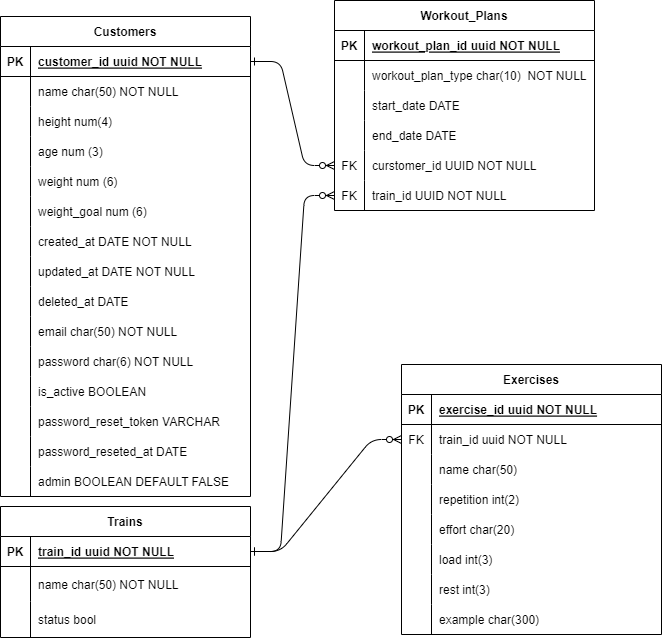 Customers
PK customer_id uuid NOT NULL
name char(50) NOT NULL
height num(4)
age num (3)
weight num (6)
weight_goal num (6)
created_at DATE NOT NULL
updated_at DATE NOT NULL
deleted_at DATE
email char(50) NOT NULL
password char(6) NOT NULL
is_active BOOLEAN
password_reset_token VARCHAR
password_reseted_at DATE
admin BOOLEAN DEFAULT FALSE
Workout_Plans
PK workout_plan_id uuid NOT NULL
workout_plan_type char(10) NOT NULL
start_date DATE
end_date DATE
FK curstomer_id UUID NOT NULL
FK train_id UUID NOT NULL
Exercises
PK exercise_id uuid NOT NULL
FK train_id uuid NOT NULL
name char(50)
repetition int(2)
effort char(20)
load int(3)
rest int(3)
example char(300)
Trains
PK train_id uuid NOT NULL
name char(50) NOT NULL
status bool